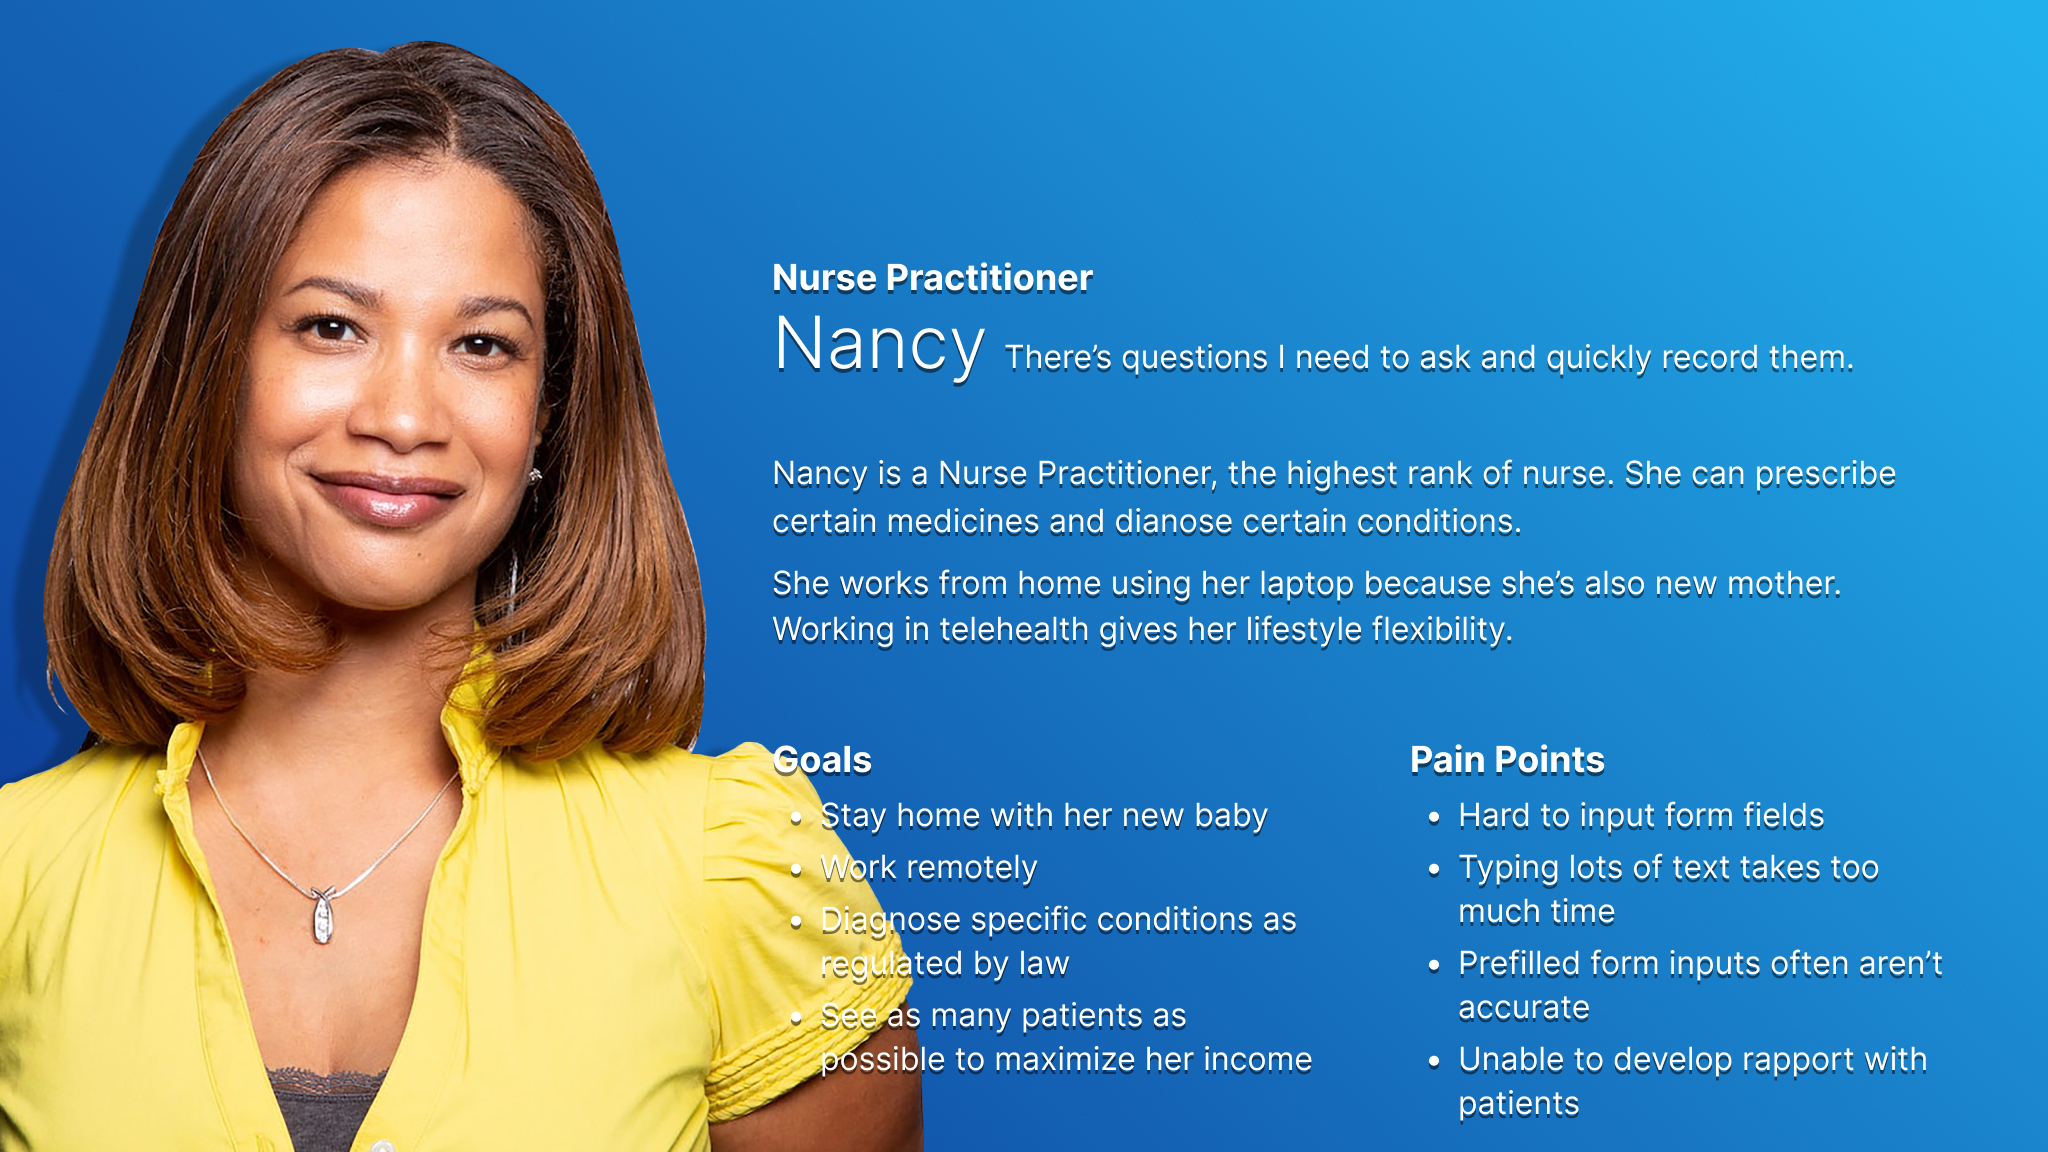 Nurse Practitioner
Nancy There’s questions I need to ask and quickly record them.
Nancy is a Nurse Practitioner, the highest rank of nurse. She can prescribe
certain medicines and dianose certain conditions.
She works from home using her laptop because she’s also new mother.
Working in telehealth gives her lifestyle flexibility.
Goals
• Stay home with her new baby
• Work remotely
• Diagnose specific conditions as
regulated by law
• See as many patients as
possible to maximize her income
Pain Points
• Hard to input form fields
• Typing lots of text takes too
much time
• Prefilled form inputs often aren’t
accurate
• Unable to develop rapport with
patients